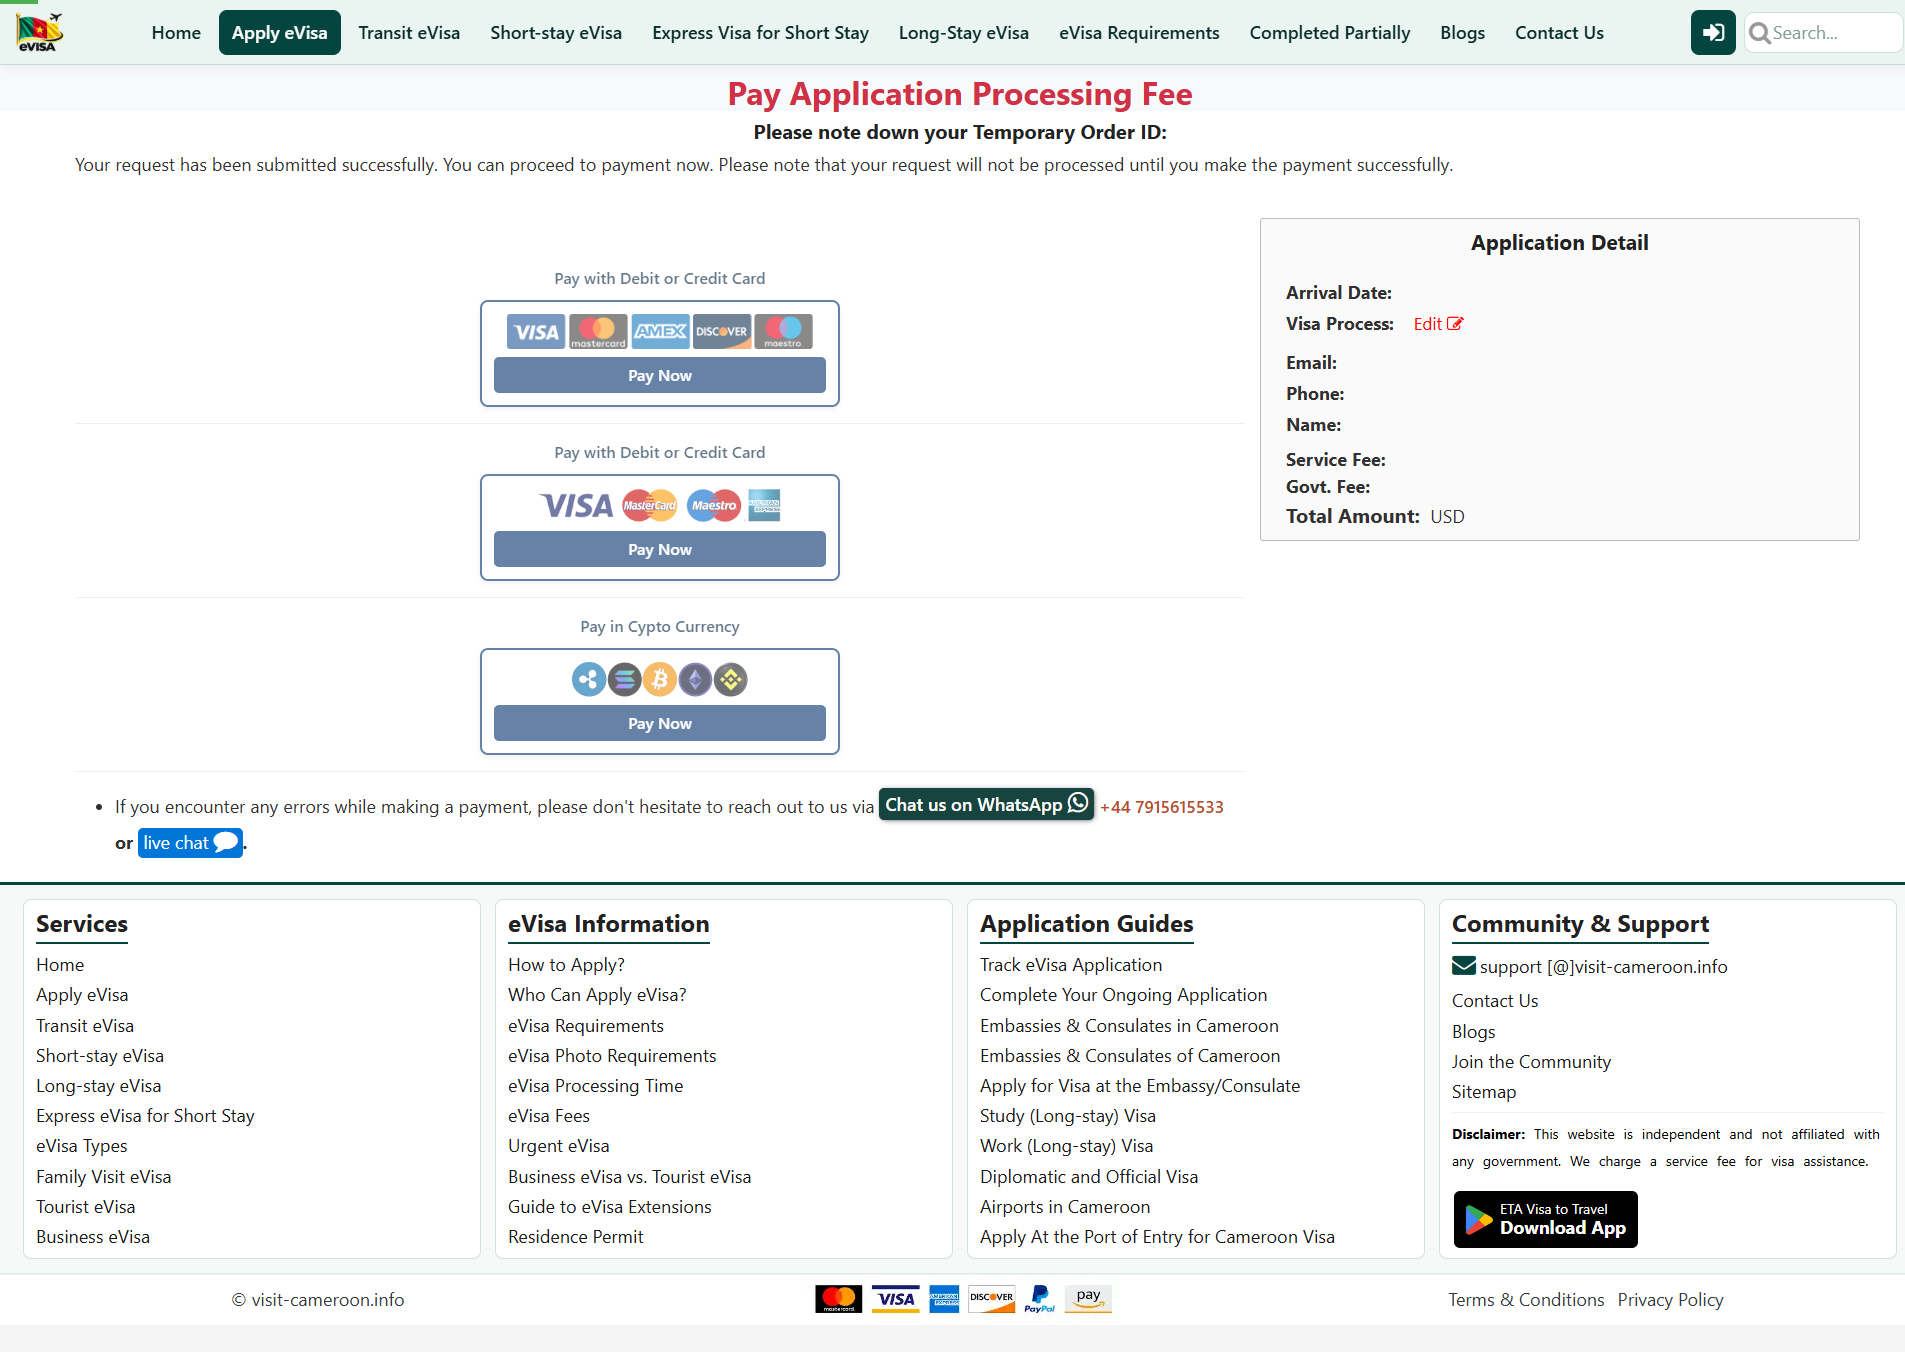 eVISA
Home
Apply eVisa
Transit eVisa
Short-stay eVisa
Express Visa for Short Stay
Long-Stay eVisa
eVisa Requirements
Completed Partially
Blogs
Contact Us
Search...
Pay Application Processing Fee
Please note down your Temporary Order ID:
Your request has been submitted successfully. You can proceed to payment now. Please note that your request will not be processed until you make the payment successfully.
Pay with Debit or Credit Card
VISA mastercard AMEX DISCOVER maestro
Pay Now
Pay with Debit or Credit Card
VISA MasterCard Maestro AMERICAN EXPRESS
Pay Now
Pay in Cypto Currency
Pay Now
If you encounter any errors while making a payment, please don't hesitate to reach out to us via Chat us on WhatsApp +44 7915615533
or live chat .
Application Detail
Arrival Date:
Visa Process: Edit
Email:
Phone:
Name:
Service Fee:
Govt. Fee:
Total Amount: USD
Services
Home
Apply eVisa
Transit eVisa
Short-stay eVisa
Long-stay eVisa
Express eVisa for Short Stay
eVisa Types
Family Visit eVisa
Tourist eVisa
Business eVisa
eVisa Information
How to Apply?
Who Can Apply eVisa?
eVisa Requirements
eVisa Photo Requirements
eVisa Processing Time
eVisa Fees
Urgent eVisa
Business eVisa vs. Tourist eVisa
Guide to eVisa Extensions
Residence Permit
Application Guides
Track eVisa Application
Complete Your Ongoing Application
Embassies & Consulates in Cameroon
Embassies & Consulates of Cameroon
Apply for Visa at the Embassy/Consulate
Study (Long-stay) Visa
Work (Long-stay) Visa
Diplomatic and Official Visa
Airports in Cameroon
Apply At the Port of Entry for Cameroon Visa
Community & Support
support [@]visit-cameroon.info
Contact Us
Blogs
Join the Community
Sitemap
Disclaimer: This website is independent and not affiliated with
any government. We charge a service fee for visa assistance.
ETA Visa to Travel
Download App
© visit-cameroon.info
mastercard VISA AMERICAN EXPRESS DISCOVER PayPal pay
Terms & Conditions Privacy Policy